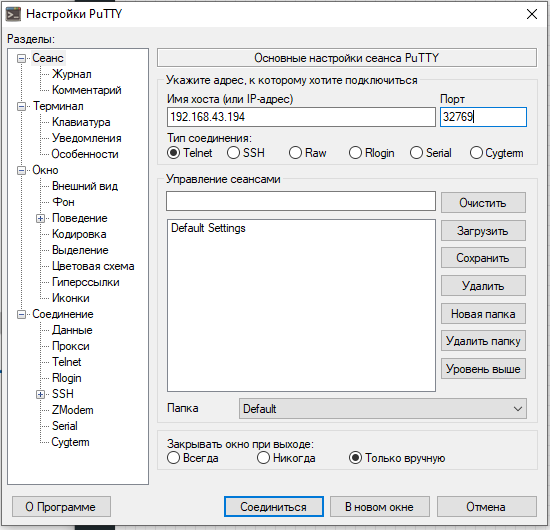 Настройки PuTTY
Разделы:
Сеанс
Журнал
Комментарий
Терминал
Клавиатура
Уведомления
Особенности
Окно
Внешний вид
Фон
Поведение
Кодировка
Выделение
Цветовая схема
Гиперссылки
Иконки
Соединение
Данные
Прокси
Telnet
Rlogin
SSH
ZModem
Serial
Cygterm
Основные настройки сеанса PuTTY
Укажите адрес, к которому хотите подключиться
Имя хоста (или IP-адрес) Порт
192.168.43.194 32769
Тип соединения:
Telnet SSH Raw Rlogin Serial Cygterm
Управление сеансами
Очистить
Default Settings Загрузить
Сохранить
Удалить
Новая папка
Удалить папку
Уровень выше
Папка Default
Закрывать окно при выходе:
Всегда Никогда Только вручную
О Программе Соединиться В новом окне Отмена